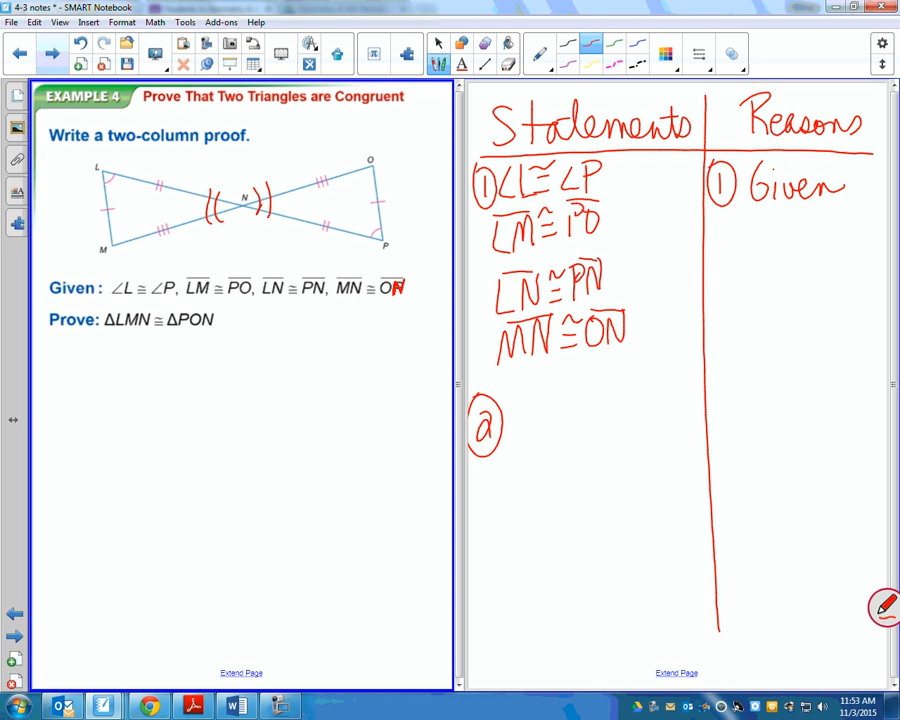 4-3 notes * - SMART Notebook
File Edit View Insert Format Math Tools Add-ons Help
EXAMPLE 4 Prove That Two Triangles are Congruent
Write a two-column proof.
L
O
N
M
P
Given : ∠L ≅ ∠P, LM ≅ PO, LN ≅ PN, MN ≅ ON
Prove: ΔLMN ≅ ΔPON
Extend Page
Statements Reasons
① ∠L ≅ ∠P ① Given
LM ≅ PO
LN ≅ PN
MN ≅ ON
②
Extend Page
11:53 AM
11/3/2015